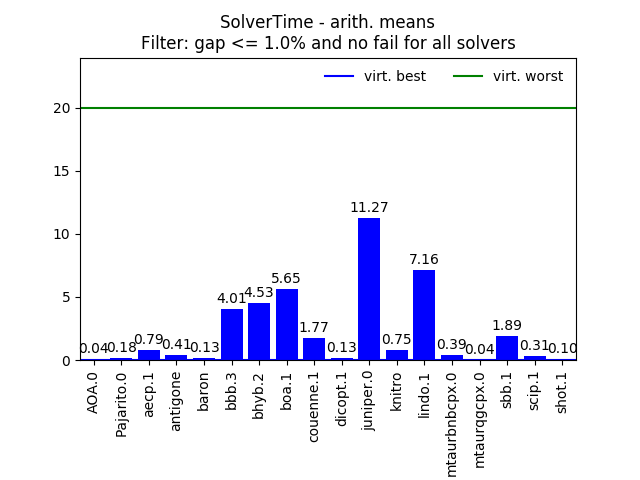 SolverTime - arith. means
Filter: gap <= 1.0% and no fail for all solvers
virt. best
virt. worst
20
15
10
5
0
0.04
0.18
0.79
0.41
0.13
4.01
4.53
5.65
1.77
0.13
11.27
0.75
7.16
0.39
0.04
1.89
0.31
0.10
AOA.0
Pajarito.0
aecp.1
antigone
baron
bbb.3
bhyb.2
boa.1
couenne.1
dicopt.1
juniper.0
knitro
lindo.1
mtaurbnbcpx.0
mtaurqgcpx.0
sbb.1
scip.1
shot.1